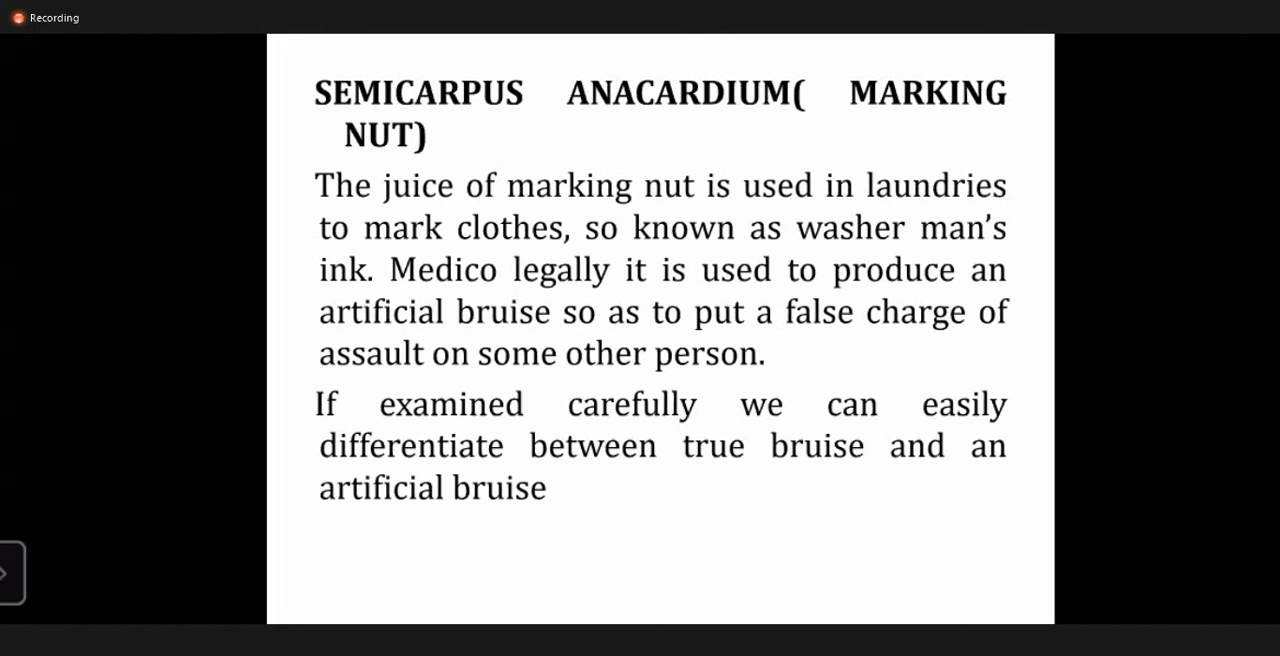 Recording
SEMICARPUS ANACARDIUM( MARKING
NUT)
The juice of marking nut is used in laundries
to mark clothes, so known as washer man’s
ink. Medico legally it is used to produce an
artificial bruise so as to put a false charge of
assault on some other person.
If examined carefully we can easily
differentiate between true bruise and an
artificial bruise